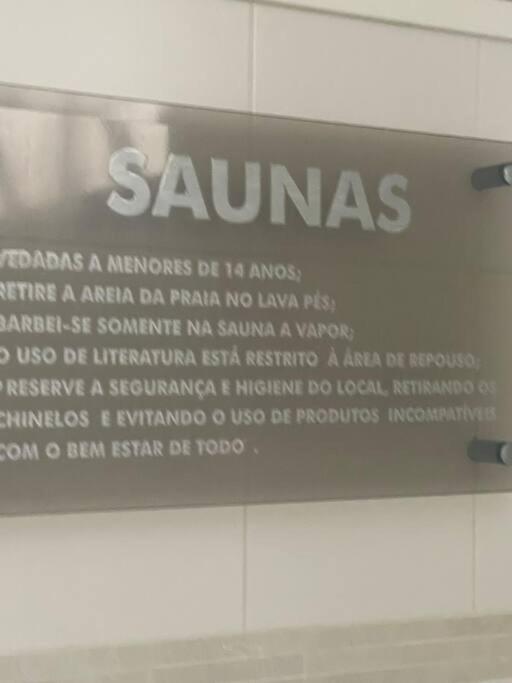 SAUNAS
VEDADAS A MENORES DE 14 ANOS;
RETIRE A AREIA DA PRAIA NO LAVA PÉS;
BARBEI-SE SOMENTE NA SAUNA A VAPOR;
O USO DE LITERATURA ESTÁ RESTRITO À ÁREA DE REPOUSO;
PRESERVE A SEGURANÇA E HIGIENE DO LOCAL, RETIRANDO OS
CHINELOS E EVITANDO O USO DE PRODUTOS INCOMPATÍVEIS
COM O BEM ESTAR DE TODO .